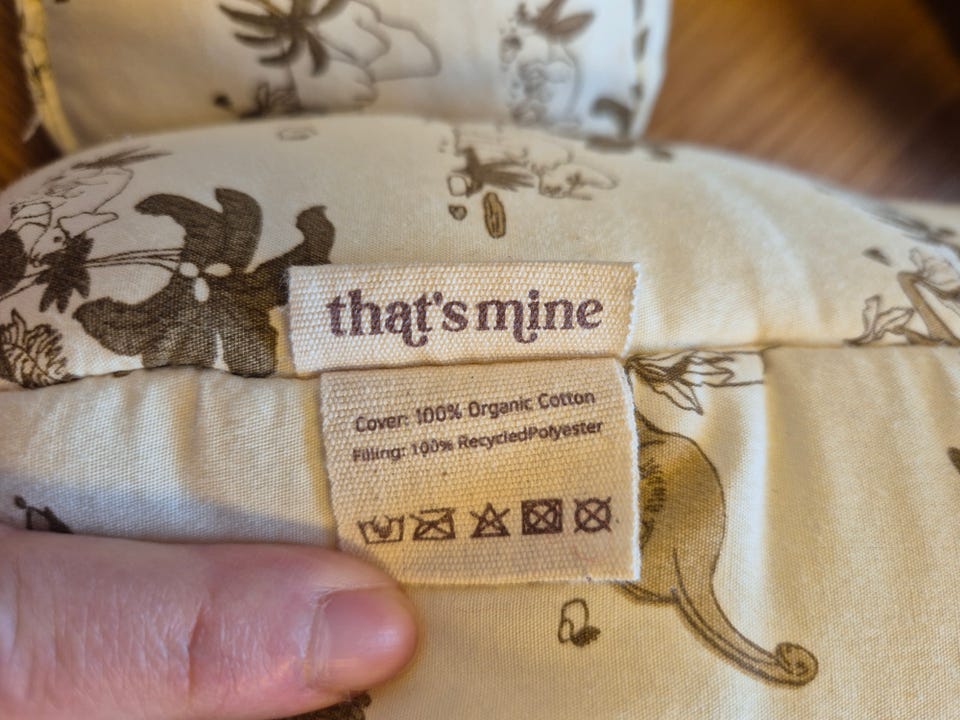 that's mine
Cover: 100% Organic Cotton
Filling: 100% RecycledPolyester